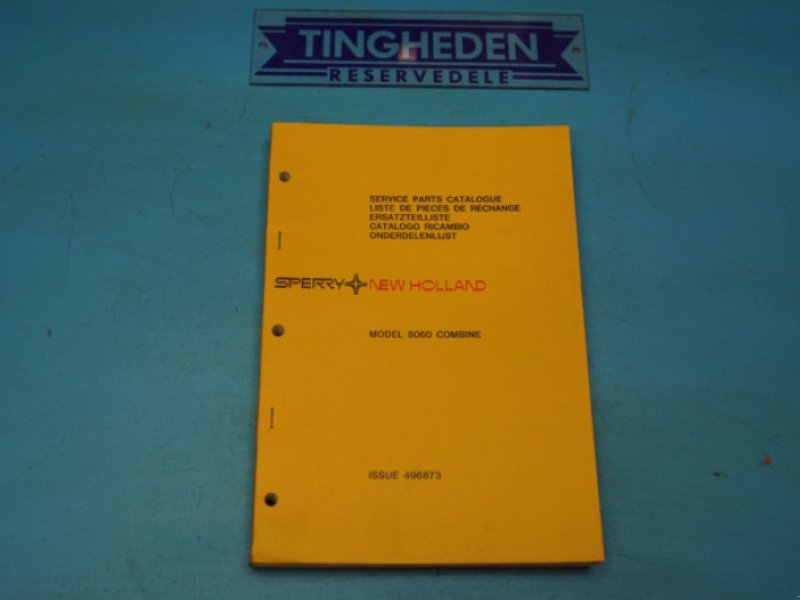 TINGHEDEN
RESERVEDELE
SERVICE PARTS CATALOGUE
LISTE DE PIECES DE RECHANGE
ERSATZTEILLISTE
CATALOGO RICAMBIO
ONDERDELENLIJST
SPERRY NEW HOLLAND
MODEL 8060 COMBINE
ISSUE 496873